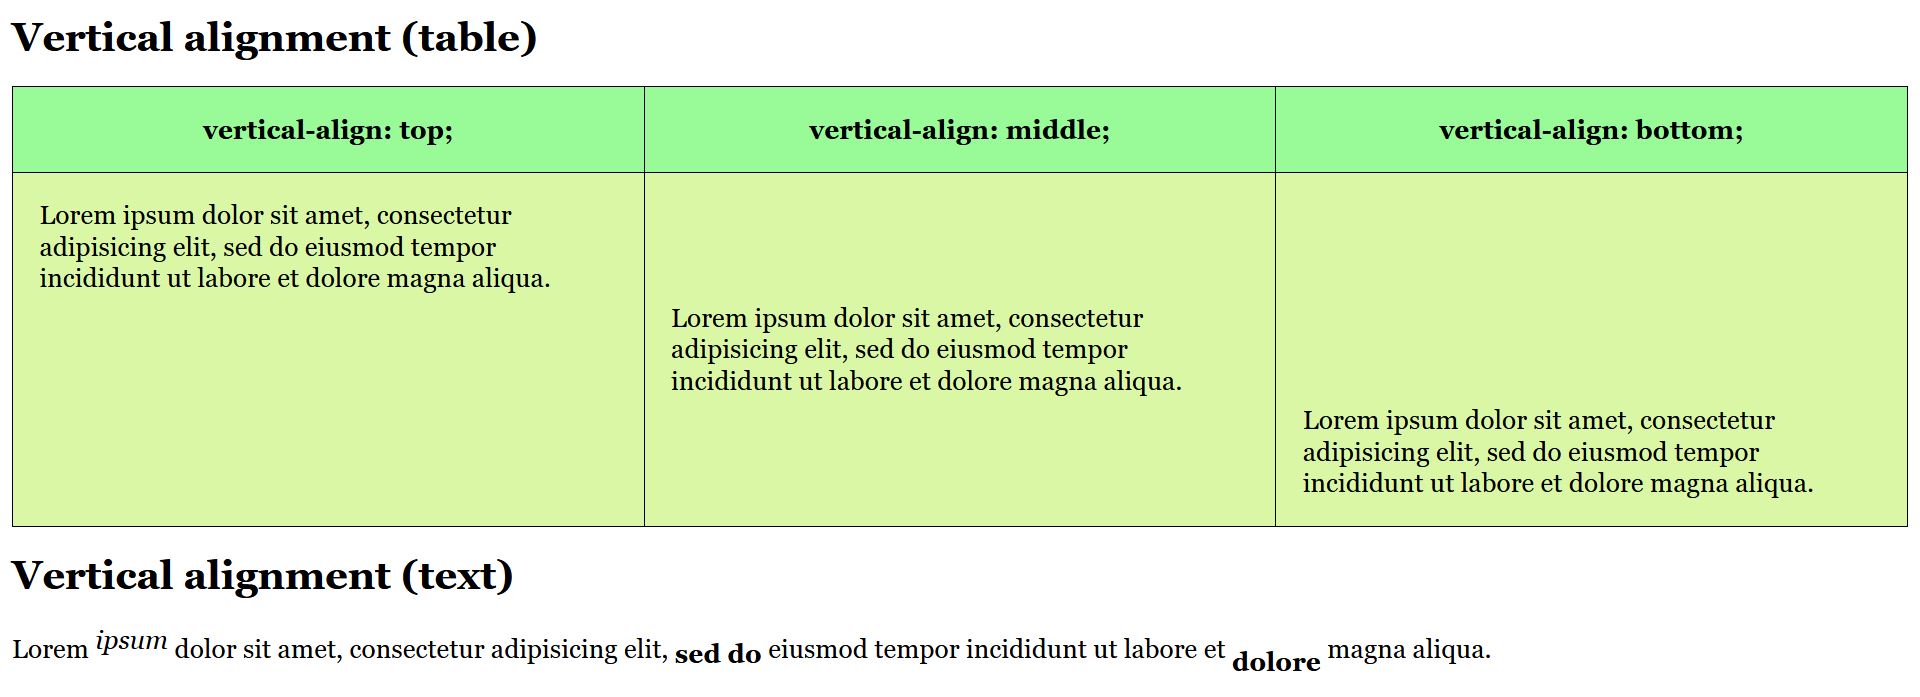 Vertical alignment (table)
vertical-align: top;
vertical-align: middle;
vertical-align: bottom;
Lorem ipsum dolor sit amet, consectetur
adipisicing elit, sed do eiusmod tempor
incididunt ut labore et dolore magna aliqua.
Lorem ipsum dolor sit amet, consectetur
adipisicing elit, sed do eiusmod tempor
incididunt ut labore et dolore magna aliqua.
Lorem ipsum dolor sit amet, consectetur
adipisicing elit, sed do eiusmod tempor
incididunt ut labore et dolore magna aliqua.
Vertical alignment (text)
Lorem ipsum dolor sit amet, consectetur adipisicing elit, sed do eiusmod tempor incididunt ut labore et dolore magna aliqua.